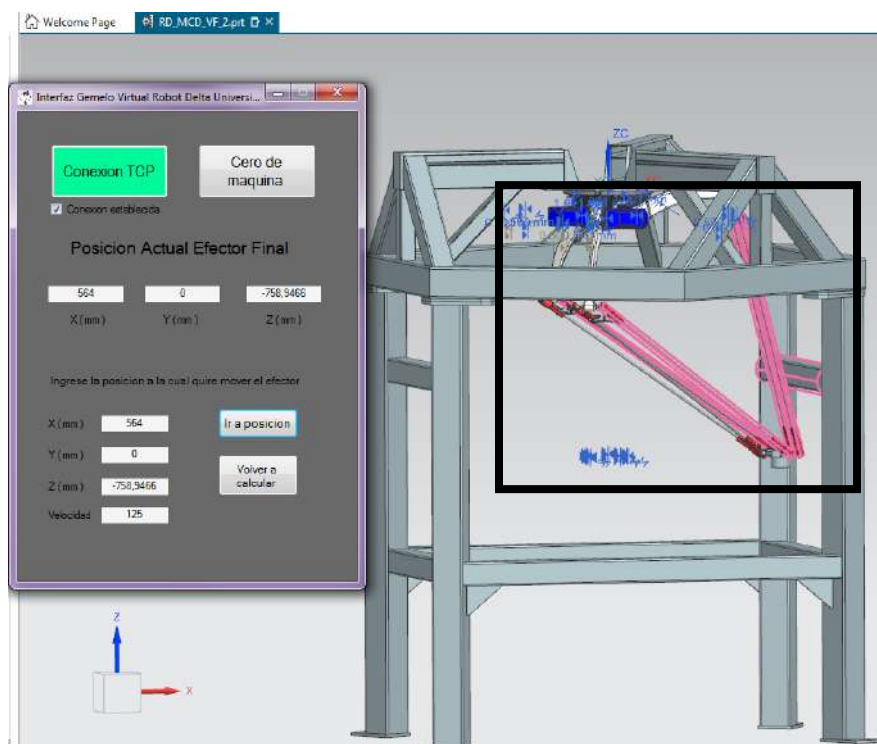 Welcome Page
RD_MCD_VF_2.prt
Interfaz Gemelo Virtual Robot Delta Universi...
Conexion TCP
Cero de
maquina
Conexion establecida
Posicion Actual Efector Final
564 0 -758,9466
X (mm) Y (mm) Z (mm)
Ingrese la posicion a la cual quire mover el efector
X (mm) 564
Ir a posicion
Y (mm) 0
Z (mm) -758,9466
Volver a
calcular
Velocidad 125
ZC
Z
X